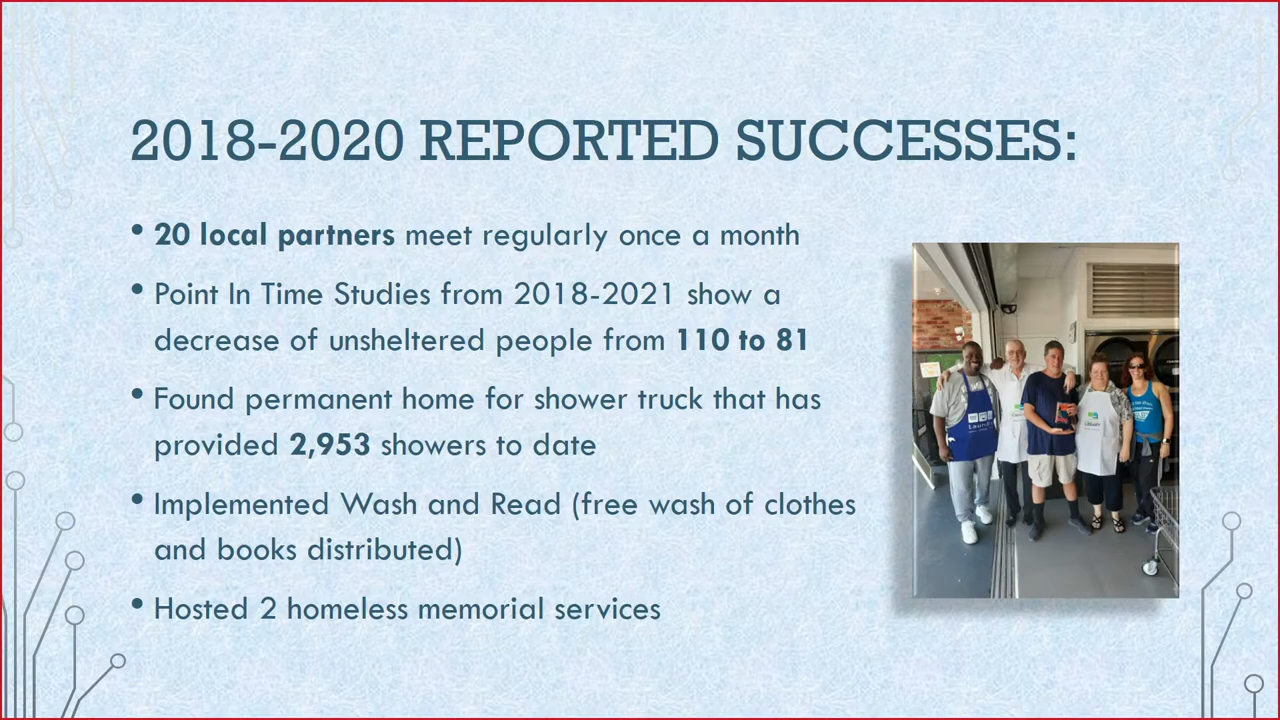 2018-2020 REPORTED SUCCESSES:
• 20 local partners meet regularly once a month
• Point In Time Studies from 2018-2021 show a
decrease of unsheltered people from 110 to 81
• Found permanent home for shower truck that has
provided 2,953 showers to date
• Implemented Wash and Read (free wash of clothes
and books distributed)
• Hosted 2 homeless memorial services